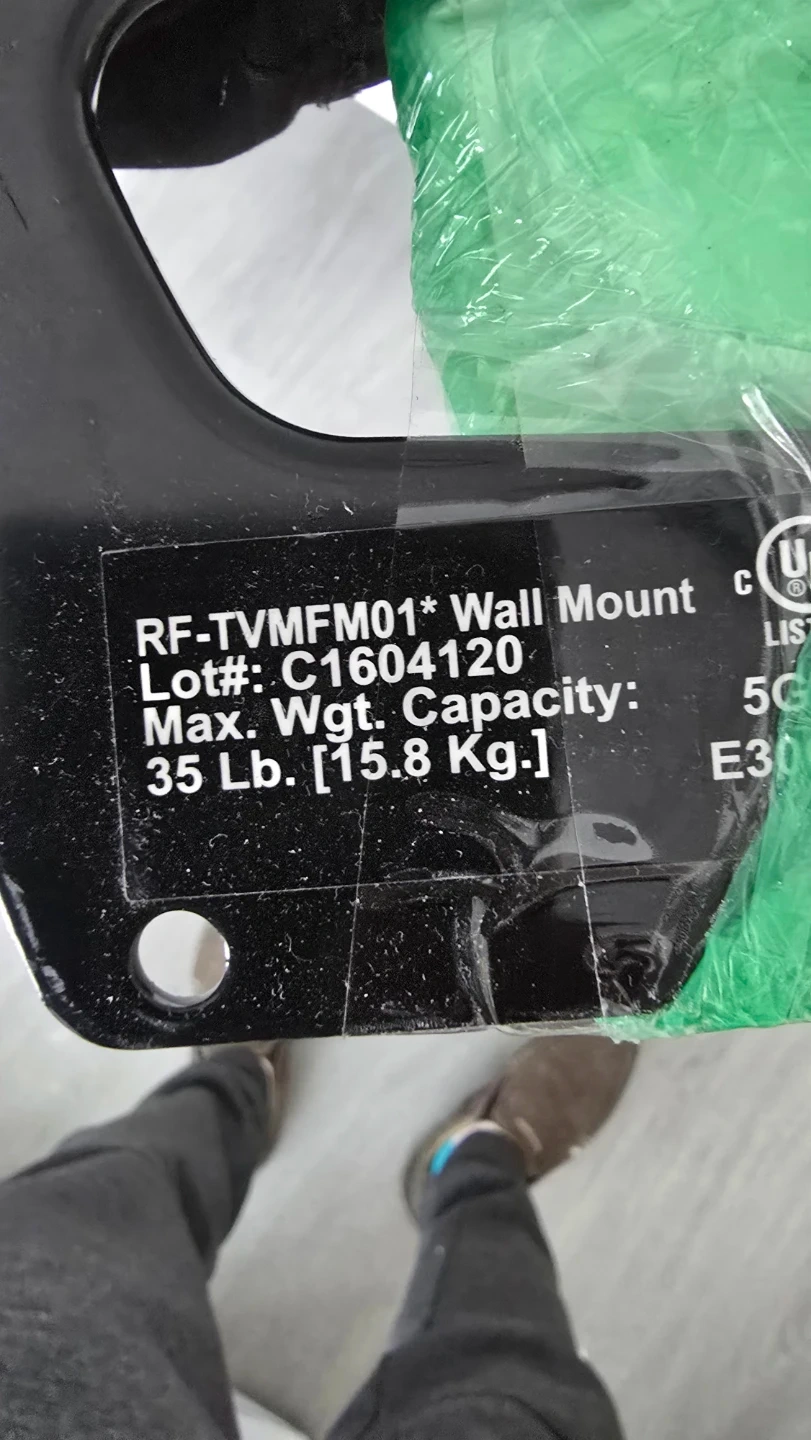 RF-TVMFM01* Wall Mount
Lot#: C1604120
Max. Wgt. Capacity:
35 Lb. [15.8 Kg.]
C U
®